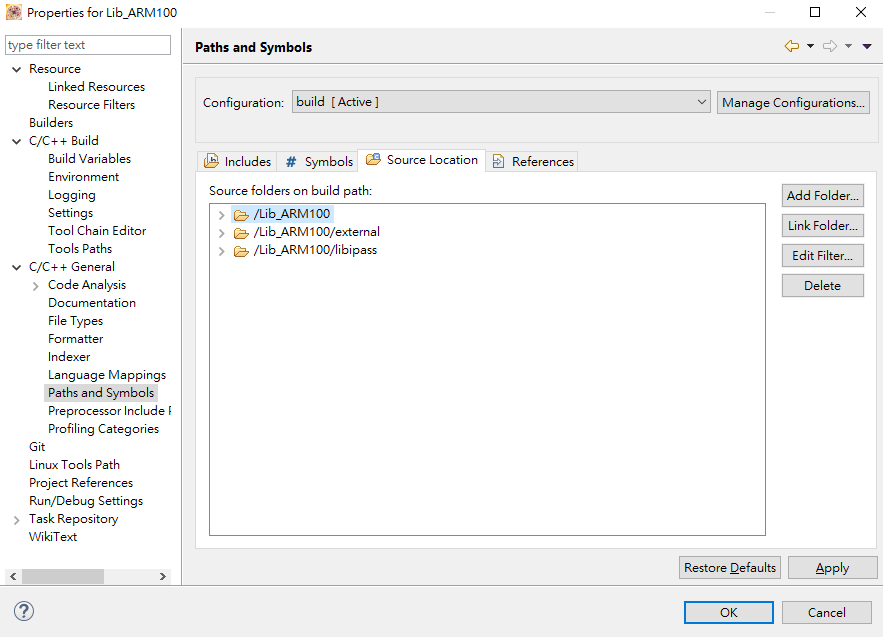 Properties for Lib_ARM100
type filter text
Resource
Linked Resources
Resource Filters
Builders
C/C++ Build
Build Variables
Environment
Logging
Settings
Tool Chain Editor
Tools Paths
C/C++ General
Code Analysis
Documentation
File Types
Formatter
Indexer
Language Mappings
Paths and Symbols
Preprocessor Include
Profiling Categories
Git
Linux Tools Path
Project References
Run/Debug Settings
Task Repository
WikiText
Paths and Symbols
Configuration: build [ Active ] Manage Configurations...
Includes # Symbols Source Location References
Source folders on build path:
/Lib_ARM100
/Lib_ARM100/external
/Lib_ARM100/libipass
Add Folder...
Link Folder...
Edit Filter...
Delete
Restore Defaults Apply
? OK Cancel